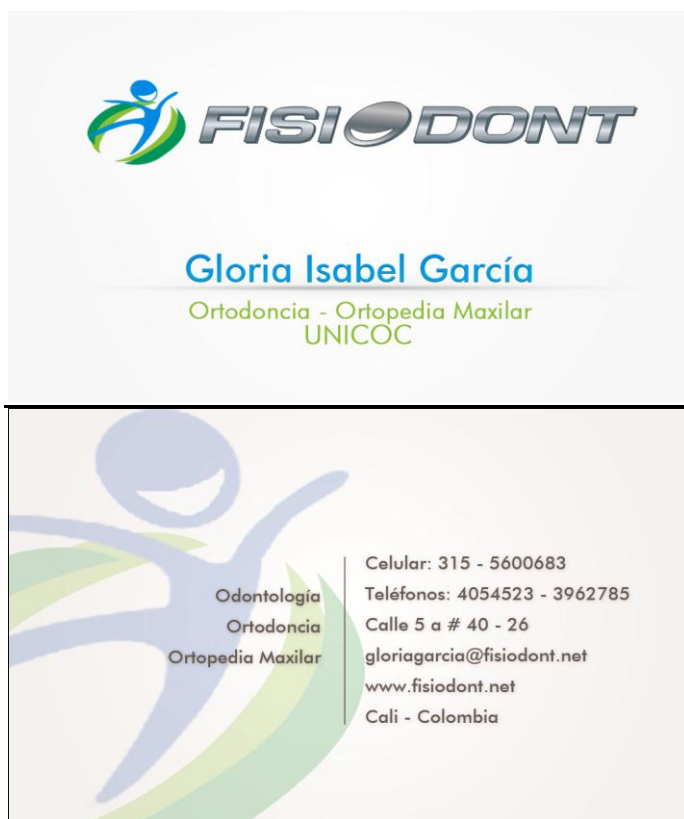 FISIODONT
Gloria Isabel García
Ortodoncia - Ortopedia Maxilar
UNICOC
Odontología
Ortodoncia
Ortopedia Maxilar
Celular: 315 - 5600683
Teléfonos: 4054523 - 3962785
Calle 5 a # 40 - 26
gloriagarcia@fisiodont.net
www.fisiodont.net
Cali - Colombia